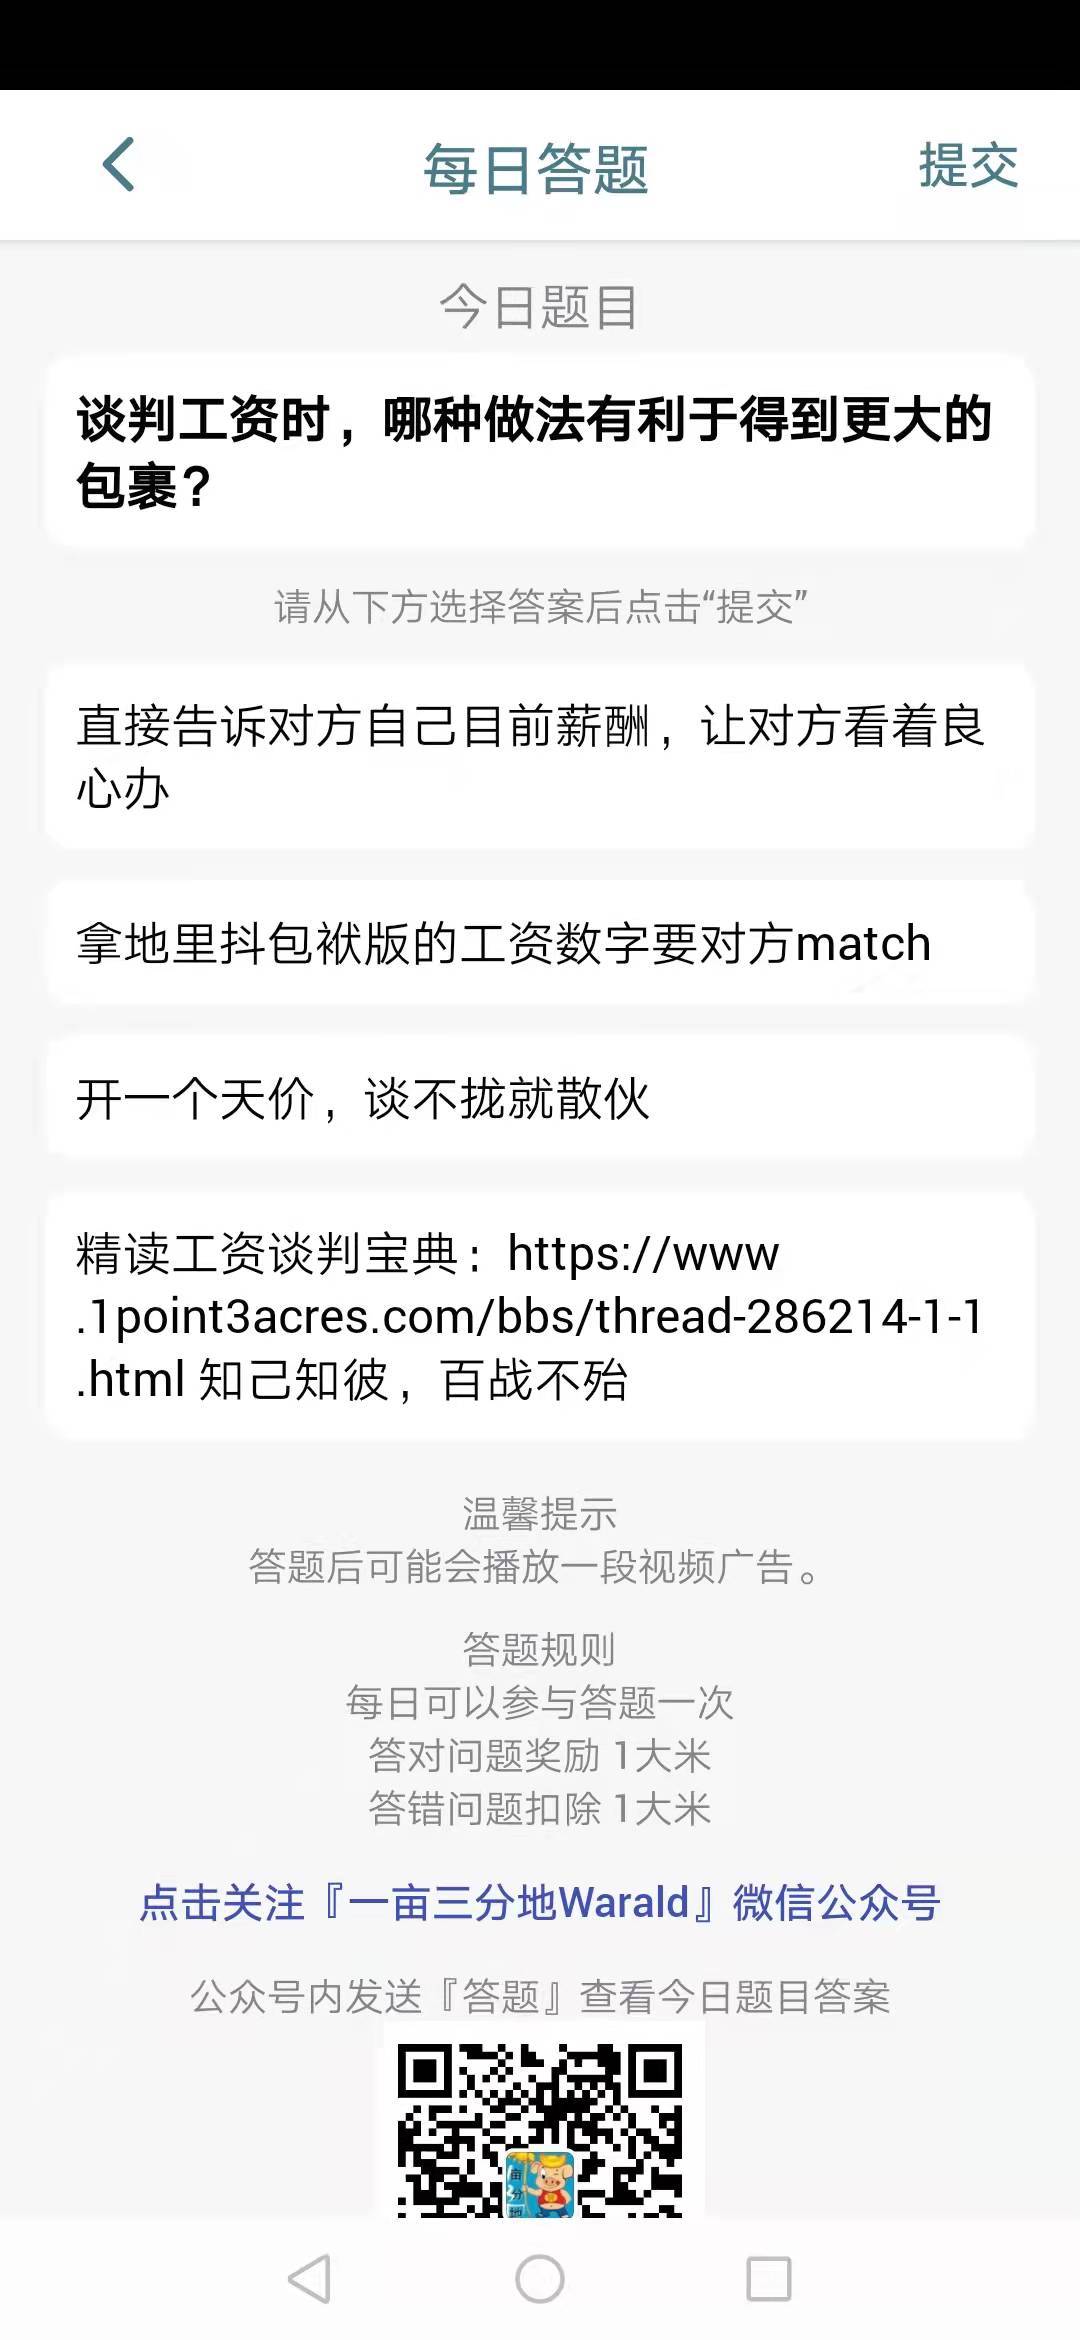 每日答题
提交
今日题目
谈判工资时，哪种做法有利于得到更大的
包裹？
请从下方选择答案后点击“提交”
直接告诉对方自己目前薪酬，让对方看着良
心办
拿地里抖包袱版的工资数字要对方match
开一个天价，谈不拢就散伙
精读工资谈判宝典：https://www
.1point3acres.com/bbs/thread-286214-1-1
.html 知己知彼，百战不殆
温馨提示
答题后可能会播放一段视频广告。
答题规则
每日可以参与答题一次
答对问题奖励 1大米
答错问题扣除 1大米
点击关注『一亩三分地Warald』微信公众号
公众号内发送『答题』查看今日题目答案
亩
分
地